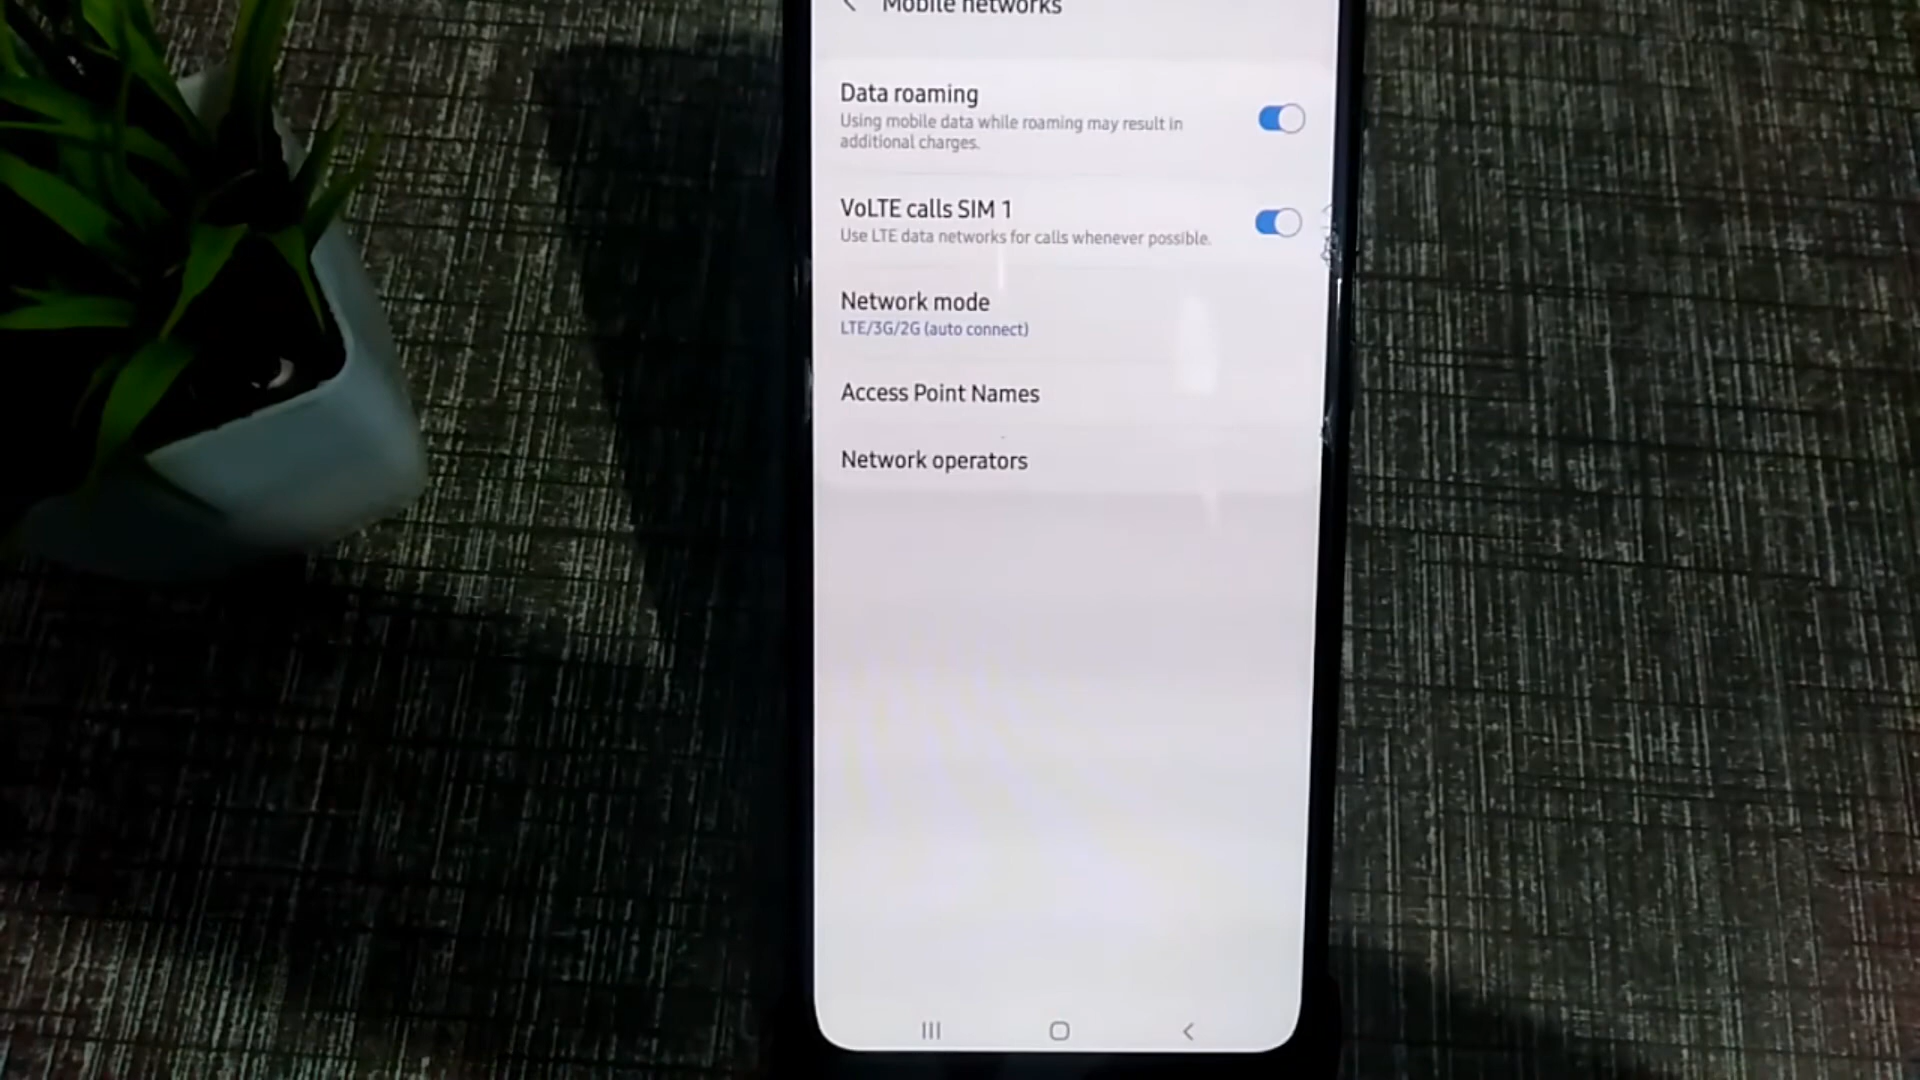 Mobile networks
Data roaming
Using mobile data while roaming may result in
additional charges.
VoLTE calls SIM 1
Use LTE data networks for calls whenever possible.
Network mode
LTE/3G/2G (auto connect)
Access Point Names
Network operators